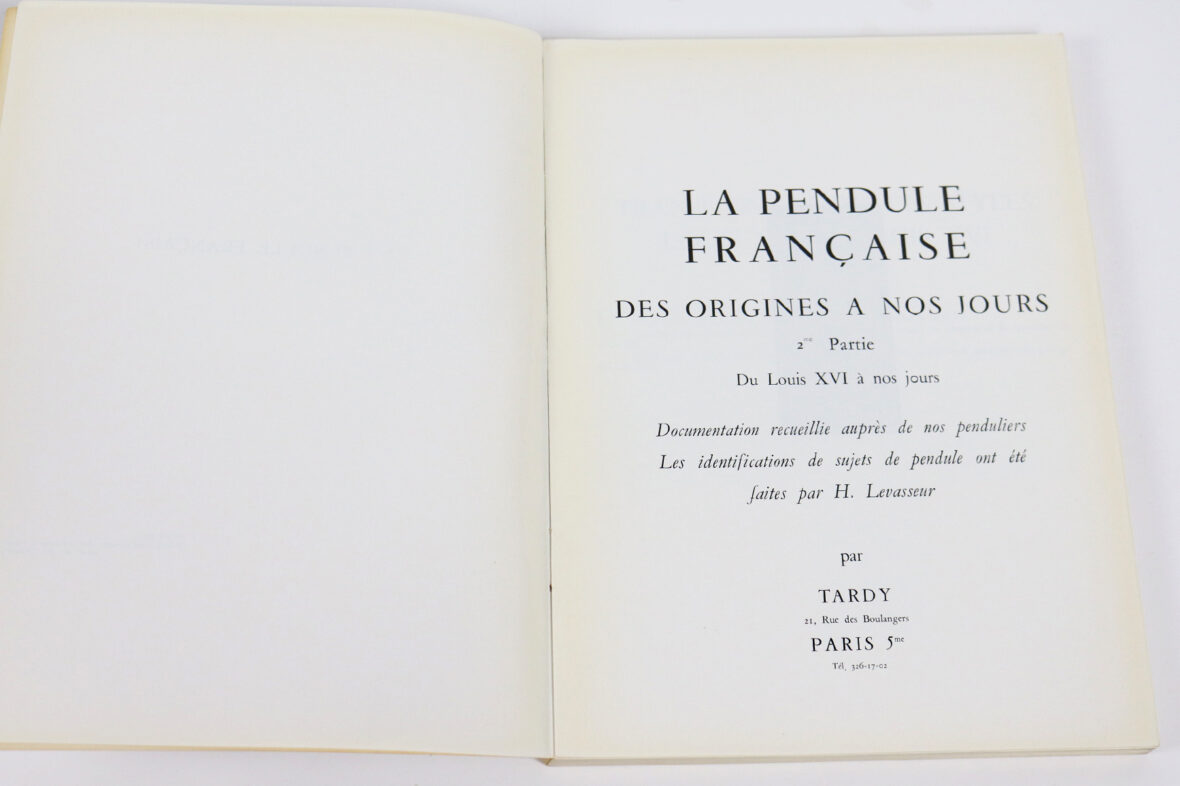 LA PENDULE
FRANÇAISE
DES ORIGINES A NOS JOURS
2me Partie
Du Louis XVI à nos jours
Documentation recueillie auprès de nos penduliers
Les identifications de sujets de pendule ont été
faites par H. Levasseur
par
TARDY
21, Rue des Boulangers
PARIS 5me
Tél. 326-17-02